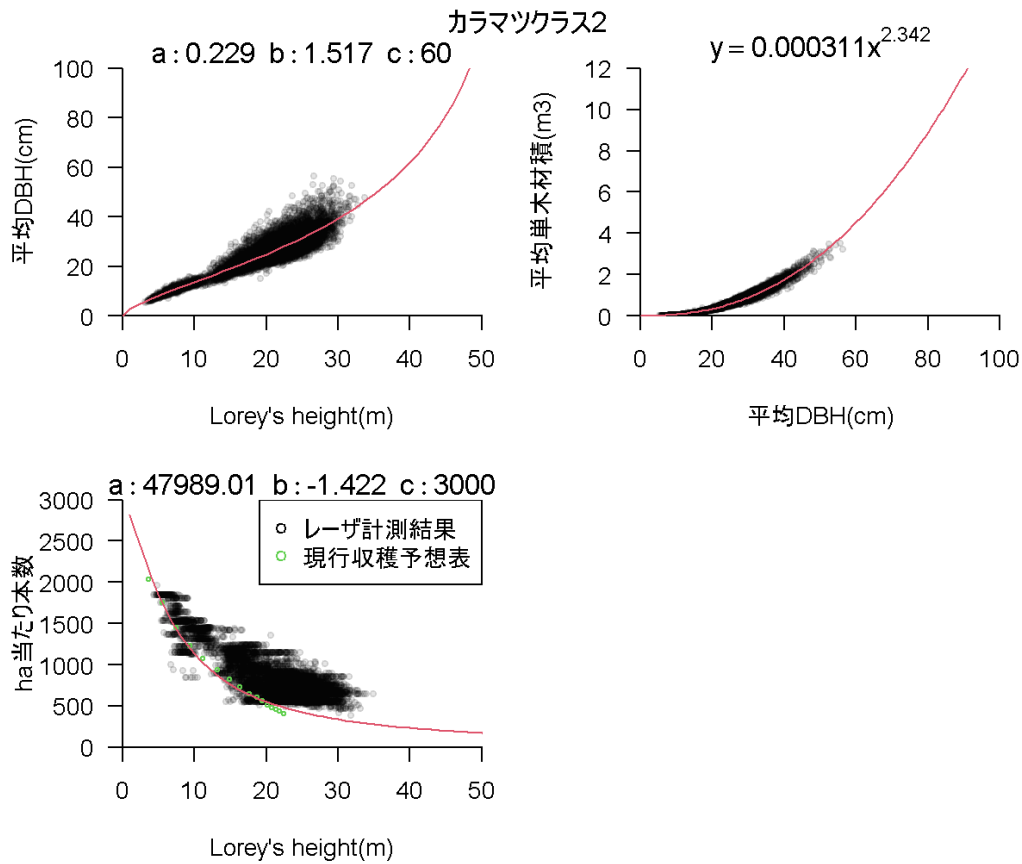 カラマツクラス2
a : 0.229 b : 1.517 c : 60
100
80
60
40
20
0
平均DBH(cm)
0 10 20 30 40 50
Lorey's height(m)
y = 0.000311x^2.342
12
10
8
6
4
2
0
平均単木材積(m3)
0 20 40 60 80 100
平均DBH(cm)
a : 47989.01 b : -1.422 c : 3000
3000
2500
2000
1500
1000
500
0
ha当たり本数
レーザ計測結果
現行収穫予想表
0 10 20 30 40 50
Lorey's height(m)